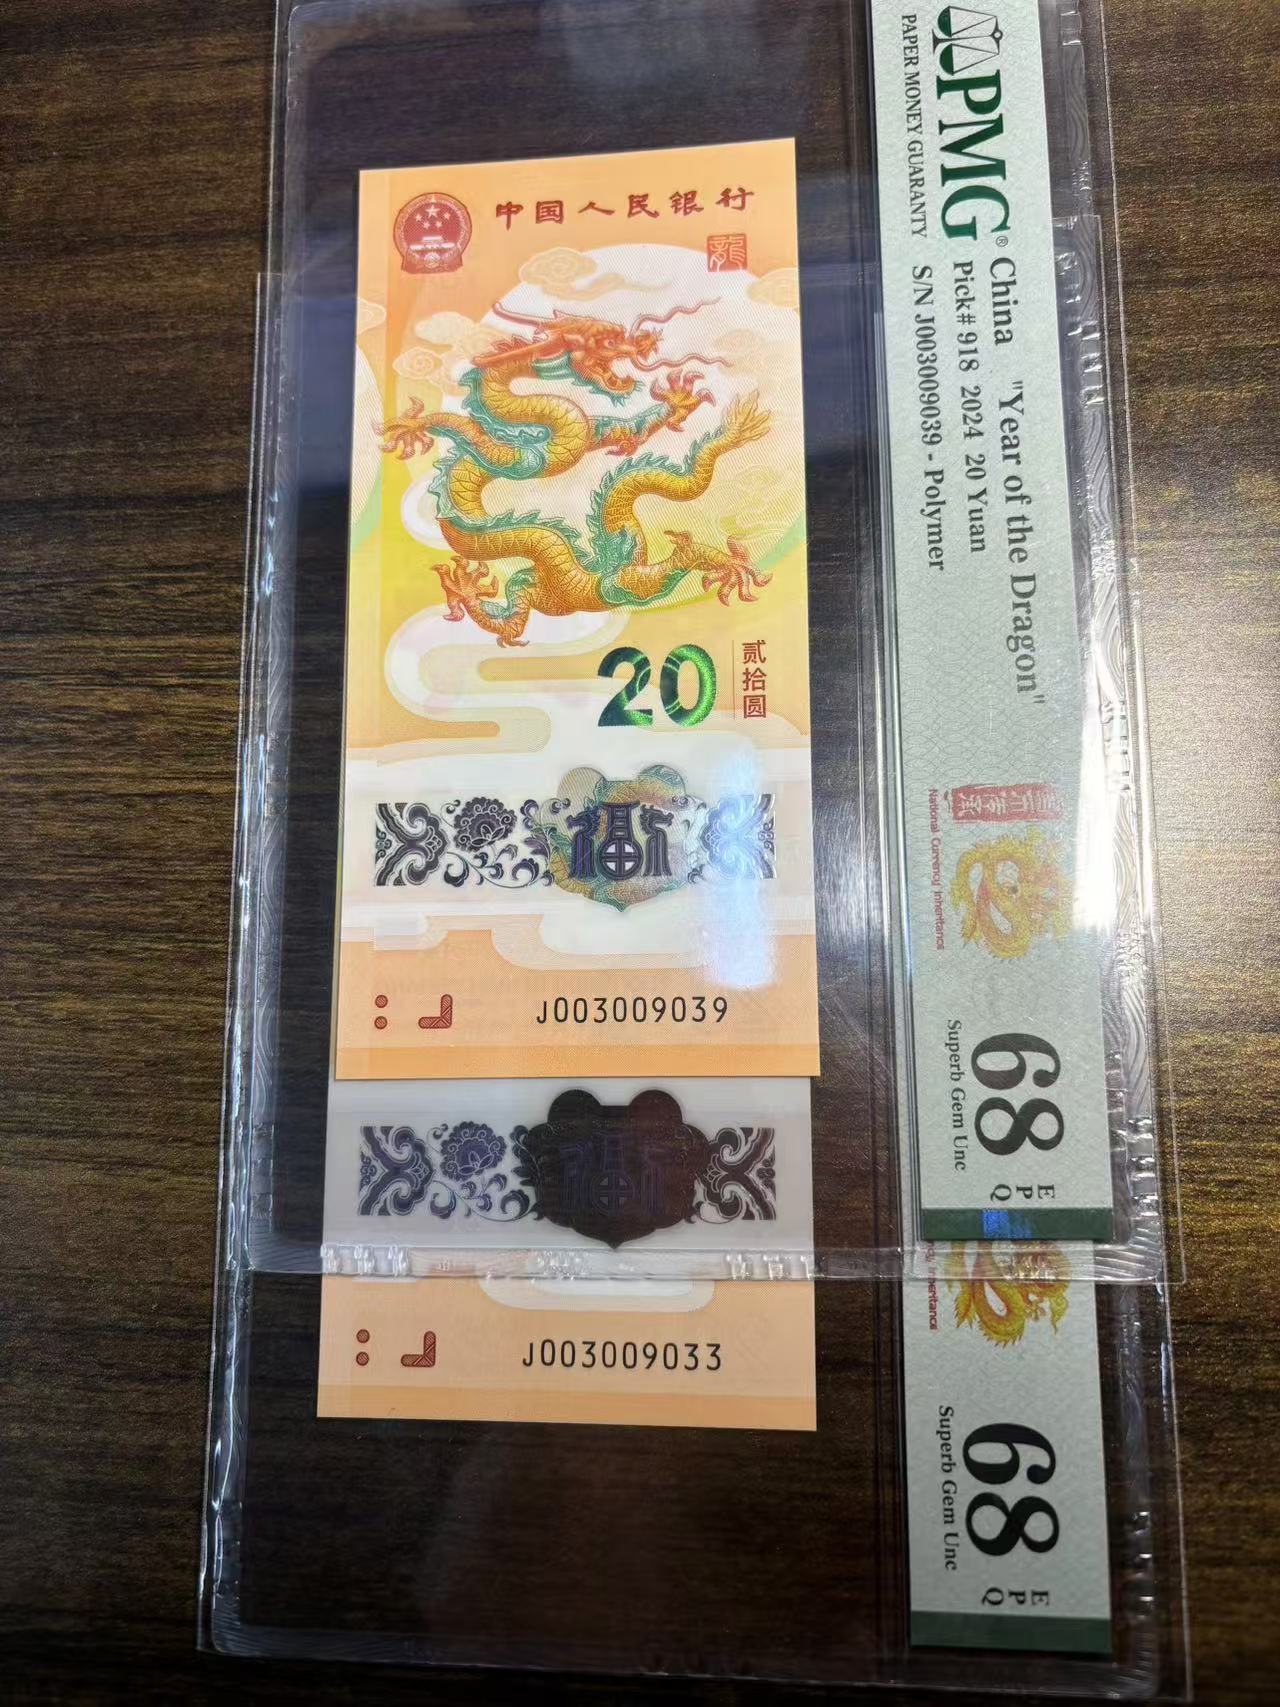 中国人民银行
龍
20
贰拾圆
福
J003009039
福
J003009033
PMG®
PAPER MONEY GUARANTY
China "Year of the Dragon"
Pick# 918 2024 20 Yuan
S/N J003009039 - Polymer
National Currency Inheritance
68 EPQ
Superb Gem Unc
Inheritance
68 EPQ
Superb Gem Unc